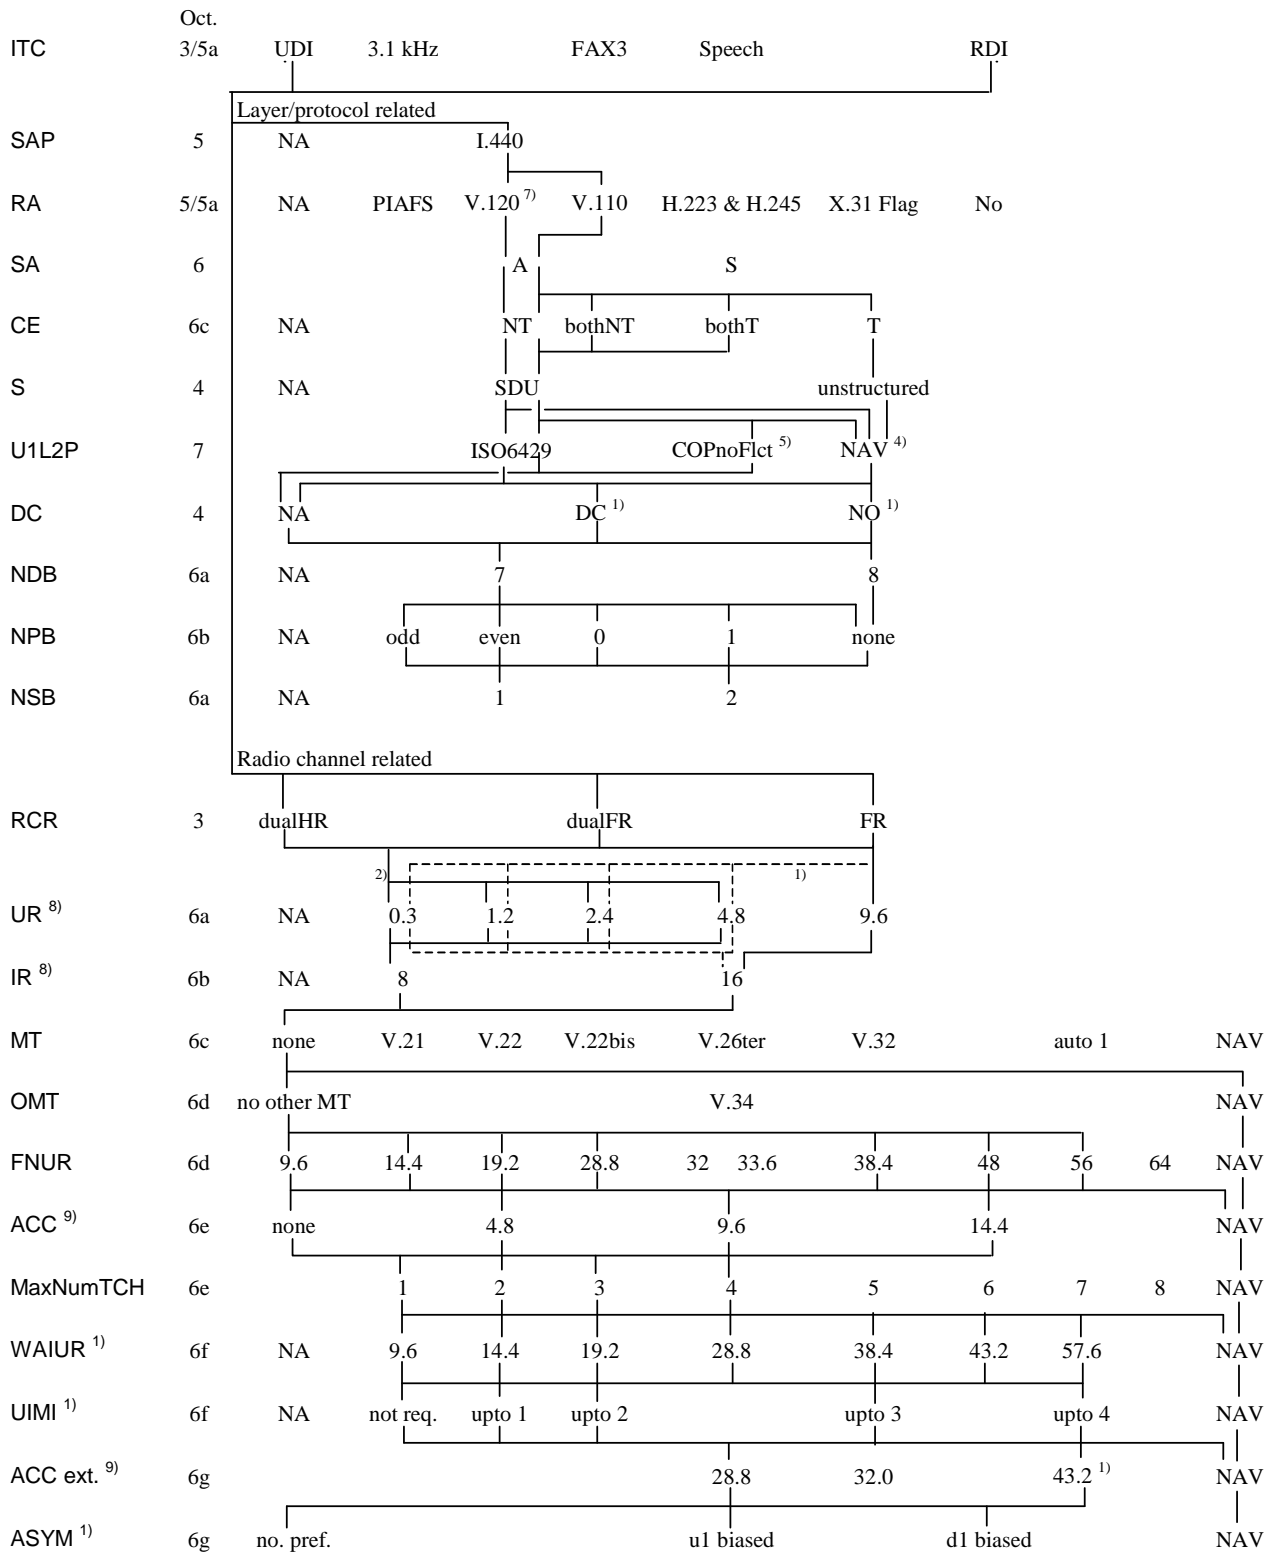 Oct.
ITC 3/5a UDI 3.1 kHz FAX3 Speech RDI
Layer/protocol related
SAP 5 NA I.440
RA 5/5a NA PIAFS V.120 7) V.110 H.223 & H.245 X.31 Flag No
SA 6 A S
CE 6c NA NT bothNT bothT T
S 4 NA SDU unstructured
U1L2P 7 ISO6429 COPnoFlct 5) NAV 4)
DC 4 NA DC 1) NO 1)
NDB 6a NA 7 8
NPB 6b NA odd even 0 1 none
NSB 6a NA 1 2
Radio channel related
RCR 3 dualHR dualFR FR
2) 1)
UR 8) 6a NA 0.3 1.2 2.4 4.8 9.6
IR 8) 6b NA 8 16
MT 6c none V.21 V.22 V.22bis V.26ter V.32 auto 1 NAV
OMT 6d no other MT V.34 NAV
FNUR 6d 9.6 14.4 19.2 28.8 32 33.6 38.4 48 56 64 NAV
ACC 9) 6e none 4.8 9.6 14.4 NAV
MaxNumTCH 6e 1 2 3 4 5 6 7 8 NAV
WAIUR 1) 6f NA 9.6 14.4 19.2 28.8 38.4 43.2 57.6 NAV
UIMI 1) 6f NA not req. upto 1 upto 2 upto 3 upto 4 NAV
ACC ext. 9) 6g 28.8 32.0 43.2 1) NAV
ASYM 1) 6g no. pref. u1 biased d1 biased NAV